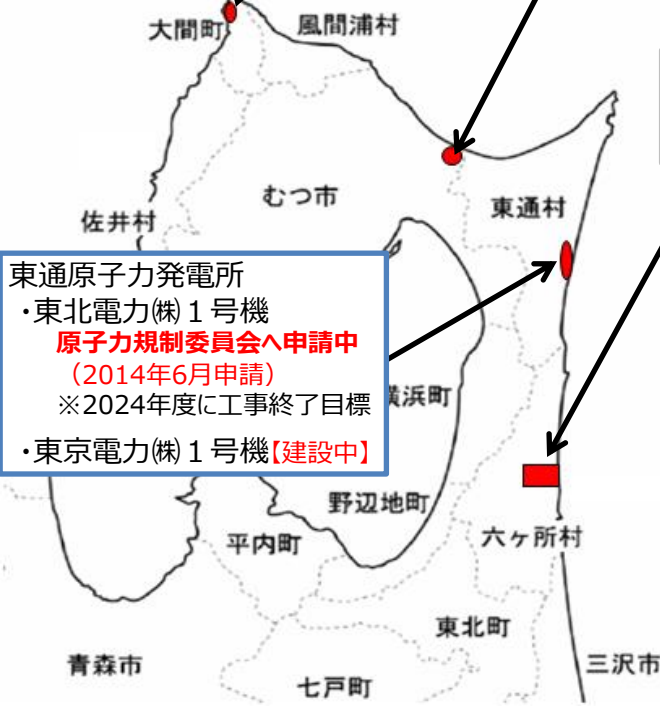 大間町
風間浦村
むつ市
東通村
佐井村
東通原子力発電所
・東北電力㈱１号機
原子力規制委員会へ申請中
（2014年6月申請）
※2024年度に工事終了目標
・東京電力㈱１号機【建設中】
横浜町
野辺地町
平内町
六ヶ所村
東北町
青森市
七戸町
三沢市